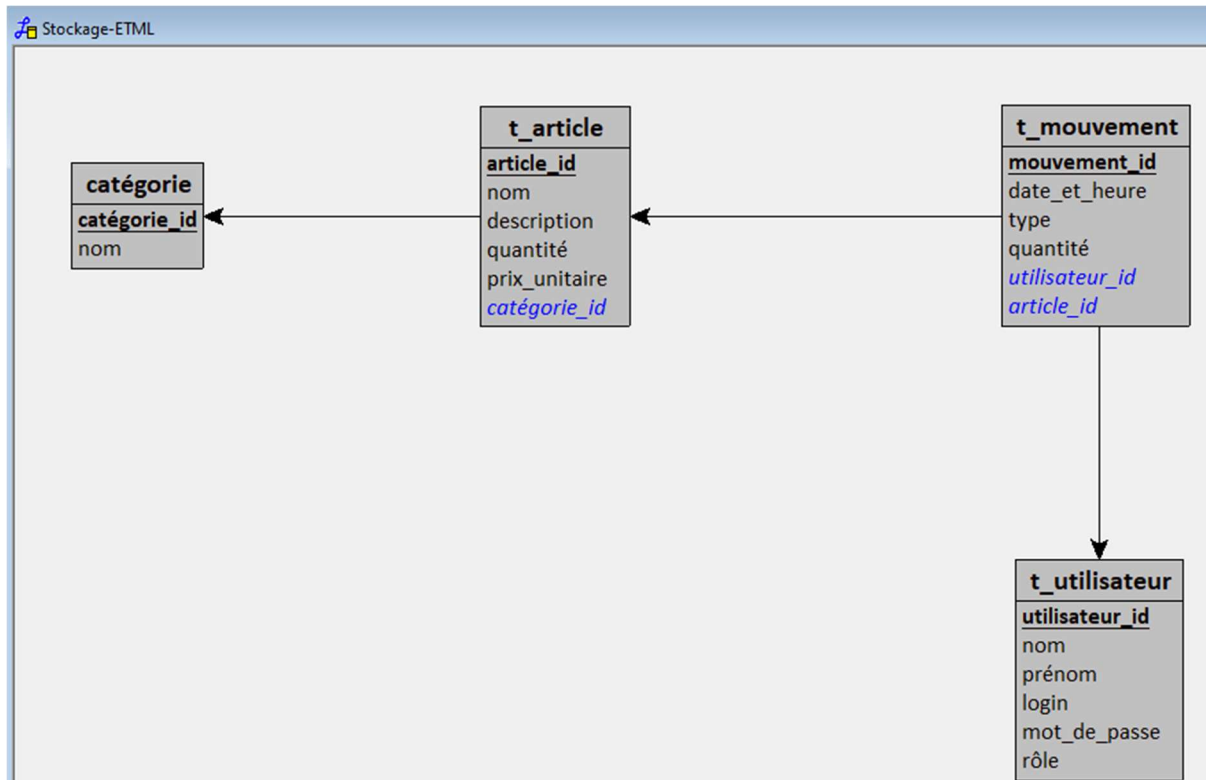 Stockage-ETML
catégorie
catégorie_id
nom
t_article
article_id
nom
description
quantité
prix_unitaire
catégorie_id
t_mouvement
mouvement_id
date_et_heure
type
quantité
utilisateur_id
article_id
t_utilisateur
utilisateur_id
nom
prénom
login
mot_de_passe
rôle